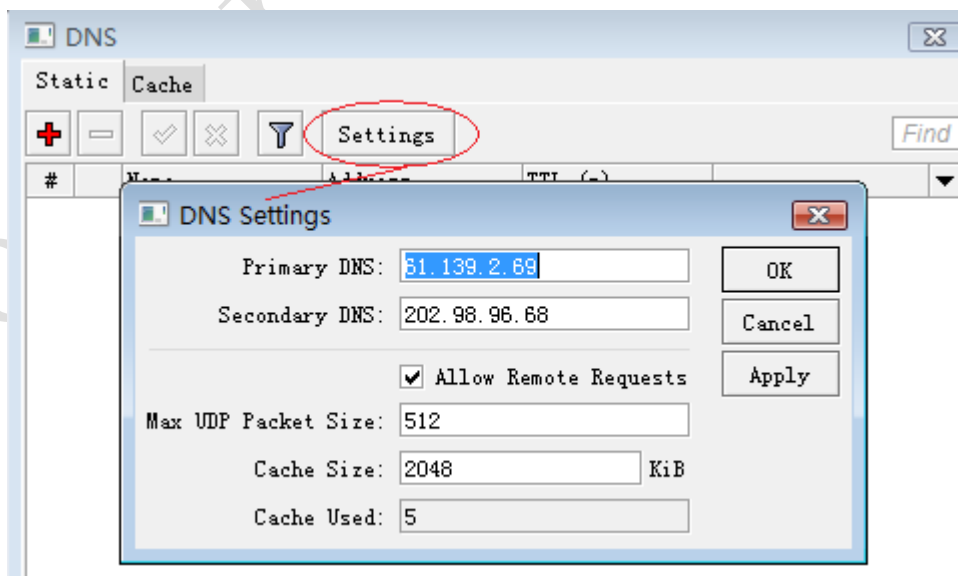 DNS
Static Cache
Settings Find
# Name Address TTL (s)
DNS Settings
Primary DNS: 61.139.2.69 OK
Secondary DNS: 202.98.96.68 Cancel
Allow Remote Requests Apply
Max UDP Packet Size: 512
Cache Size: 2048 KiB
Cache Used: 5